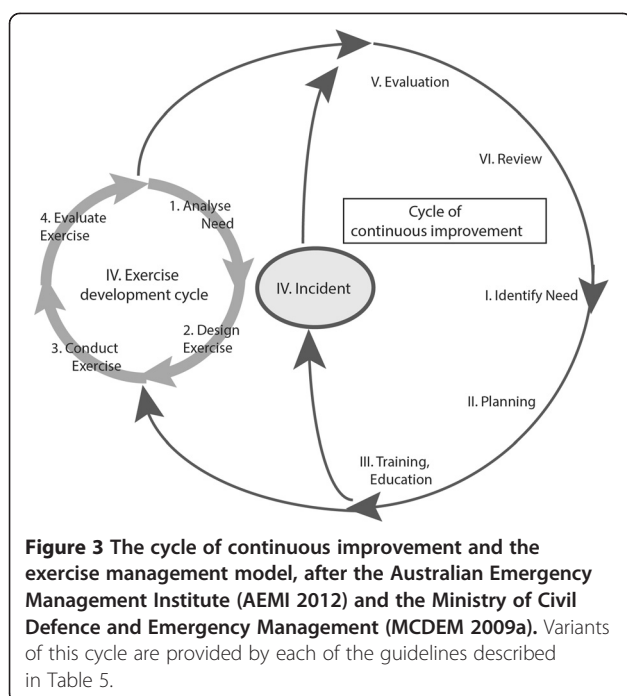 V. Evaluation
VI. Review
Cycle of
continuous improvement
I. Identify Need
II. Planning
III. Training,
Education
IV. Incident
IV. Exercise
development cycle
1. Analyse
Need
2. Design
Exercise
3. Conduct
Exercise
4. Evaluate
Exercise
Figure 3 The cycle of continuous improvement and the
exercise management model, after the Australian Emergency
Management Institute (AEMI 2012) and the Ministry of Civil
Defence and Emergency Management (MCDEM 2009a). Variants
of this cycle are provided by each of the guidelines described
in Table 5.